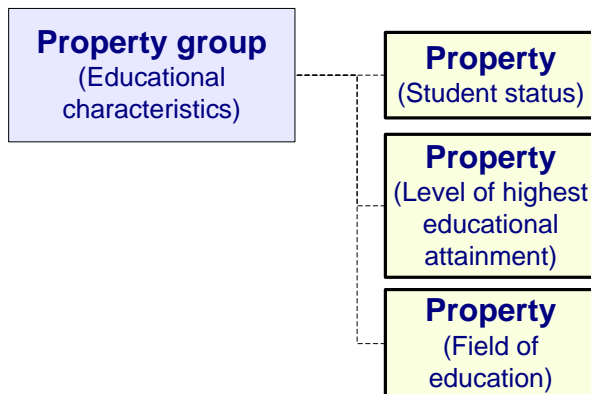 Property group
(Educational
characteristics)
Property
(Student status)
Property
(Level of highest
educational
attainment)
Property
(Field of
education)